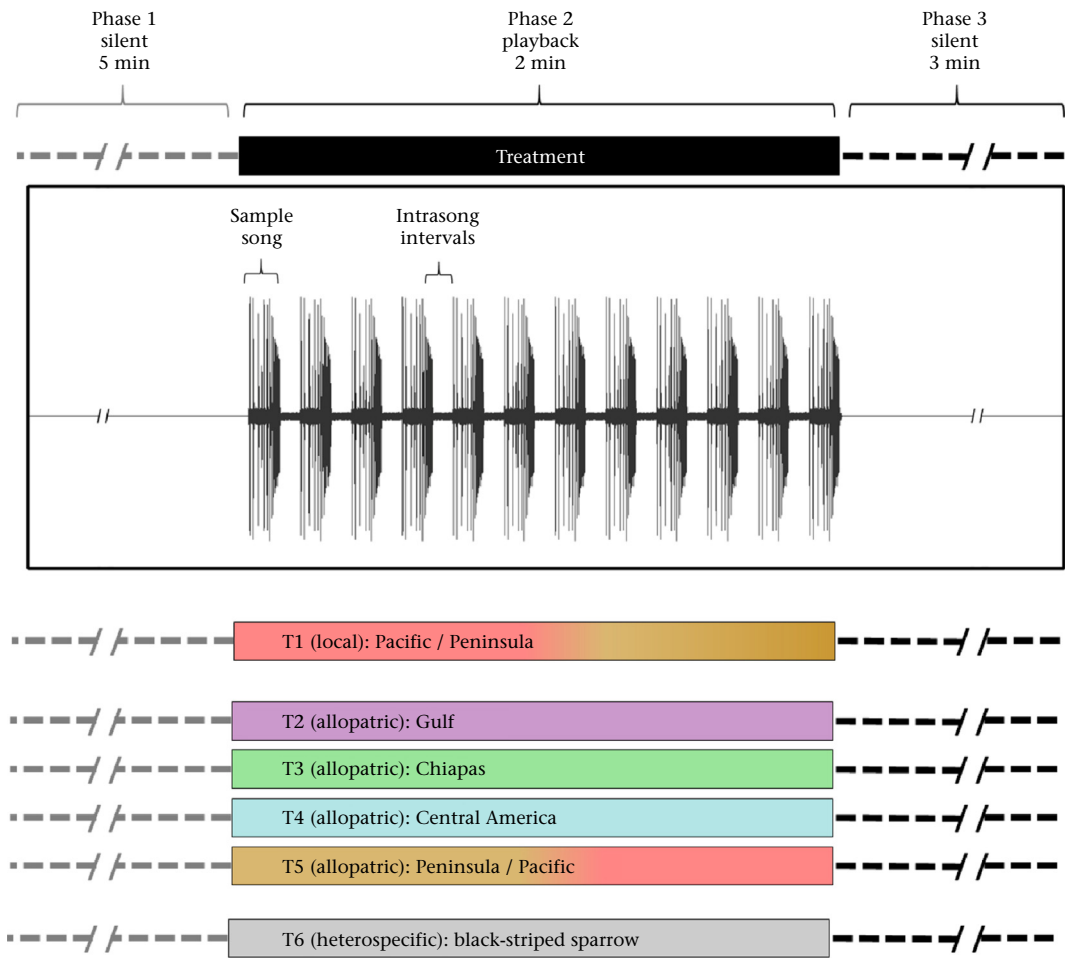 Phase 1
silent
5 min
Phase 2
playback
2 min
Phase 3
silent
3 min
Treatment
Sample
song
Intrasong
intervals
T1 (local): Pacific / Peninsula
T2 (allopatric): Gulf
T3 (allopatric): Chiapas
T4 (allopatric): Central America
T5 (allopatric): Peninsula / Pacific
T6 (heterospecific): black-striped sparrow